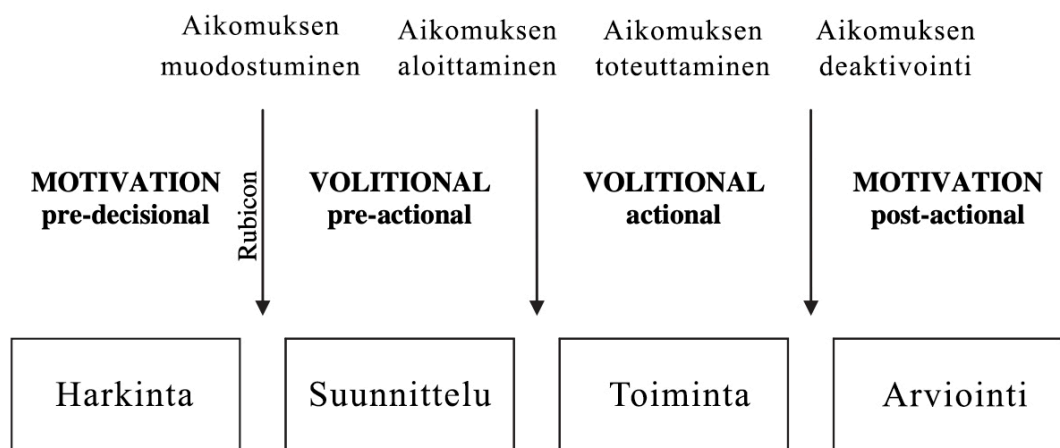 Aikomuksen
muodostuminen
Aikomuksen
aloittaminen
Aikomuksen
toteuttaminen
Aikomuksen
deaktivointi
MOTIVATION
pre-decisional
Rubicon
VOLITIONAL
pre-actional
VOLITIONAL
actional
MOTIVATION
post-actional
Harkinta
Suunnittelu
Toiminta
Arviointi